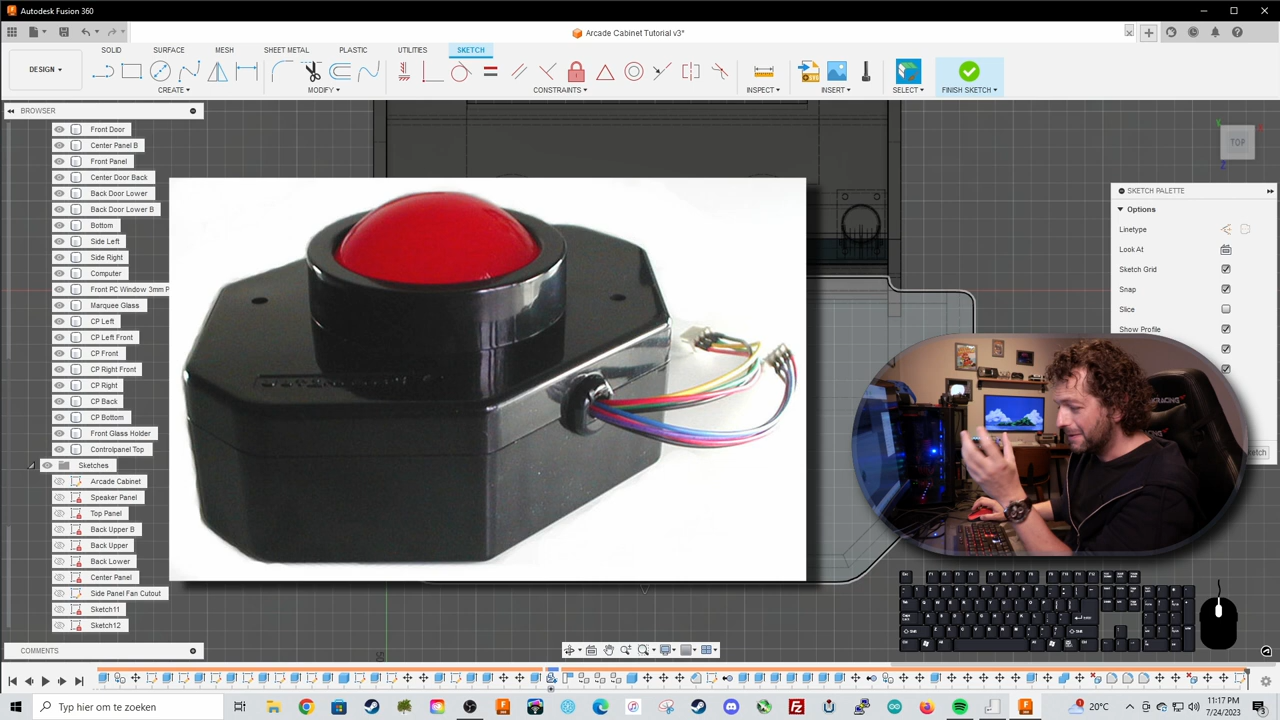 Autodesk Fusion 360
Arcade Cabinet Tutorial v3*
SOLID SURFACE MESH SHEET METAL PLASTIC UTILITIES SKETCH
DESIGN
CREATE MODIFY CONSTRAINTS INSPECT INSERT SELECT FINISH SKETCH
BROWSER
Front Door
Center Panel B
Front Panel
Center Door Back
Back Door Lower
Back Door Lower B
Bottom
Side Left
Side Right
Computer
Front PC Window 3mm P
Marquee Glass
CP Left
CP Left Front
CP Front
CP Right Front
CP Right
CP Back
CP Bottom
Front Glass Holder
Controlpanel Top
Sketches
Arcade Cabinet
Speaker Panel
Top Panel
Back Upper B
Back Upper
Back Lower
Center Panel
Side Panel Fan Cutout
Sketch11
Sketch12
COMMENTS
TOP
Z
SKETCH PALETTE
Options
Linetype
Look At
Sketch Grid
Snap
Slice
Show Profile
Typ hier om te zoeken
20°C
11:17 PM
7/24/2023